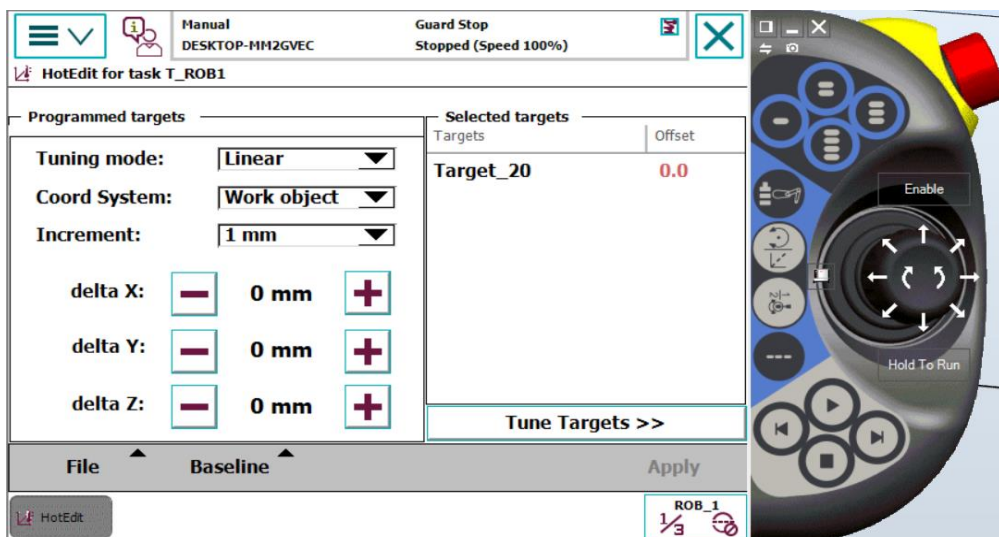 Manual
DESKTOP-MM2GVEC
Guard Stop
Stopped (Speed 100%)
HotEdit for task T_ROB1
Programmed targets
Tuning mode:
Linear
Coord System:
Work object
Increment:
1 mm
delta X:
0 mm
delta Y:
0 mm
delta Z:
0 mm
Selected targets
Targets
Offset
Target_20
0.0
Tune Targets >>
File
Baseline
Apply
HotEdit
ROB_1
1/3
Enable
Hold To Run